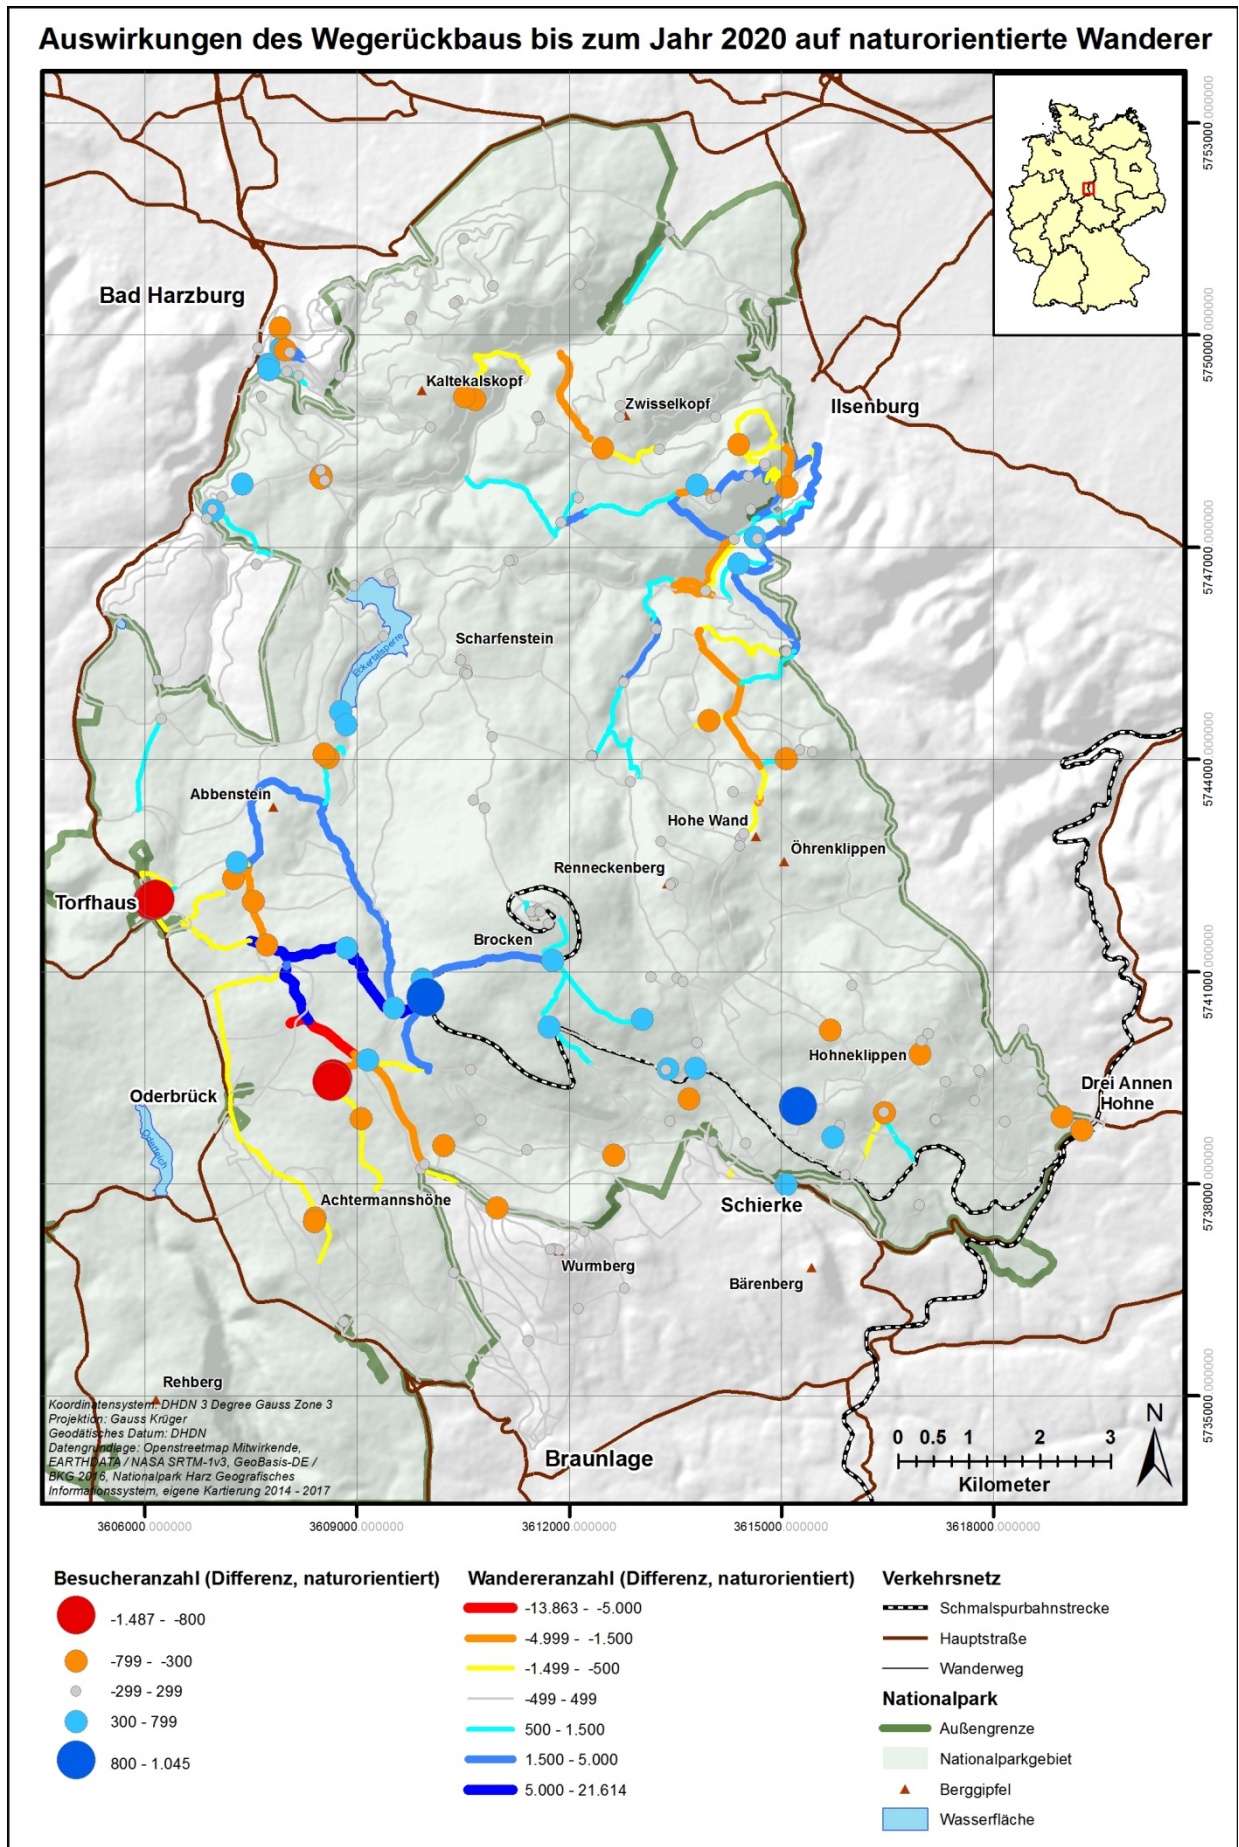 Auswirkungen des Wegerückbaus bis zum Jahr 2020 auf naturorientierte Wanderer
5753000.000000
Bad Harzburg
5750000.000000
Kaltekalskopf
Zwisselkopf
Ilsenburg
5747000.000000
Scharfenstein
Eckertalsperre
5744000.000000
Abbenstein
Hohe Wand
Öhrenklippen
Renneckenberg
Torfhaus
Brocken
5741000.000000
Hohneklippen
Drei Annen
Hohne
Oderbrück
Oderteich
Achtermannshöhe
Schierke
5738000.000000
Wurmberg
Bärenberg
Rehberg
5735000.000000
Koordinatensystem: DHDN 3 Degree Gauss Zone 3
Projektion: Gauss Krüger
Geodätisches Datum: DHDN
Datengrundlage: Openstreetmap Mitwirkende,
EARTHDATA / NASA SRTM-1v3, GeoBasis-DE /
BKG 2016, Nationalpark Harz Geografisches
Informationssystem, eigene Kartierung 2014 - 2017
Braunlage
N
0 0.5 1 2 3
Kilometer
3606000.000000 3609000.000000 3612000.000000 3615000.000000 3618000.000000
Besucheranzahl (Differenz, naturorientiert)
-1.487 - -800
-799 - -300
-299 - 299
300 - 799
800 - 1.045
Wandereranzahl (Differenz, naturorientiert)
-13.863 - -5.000
-4.999 - -1.500
-1.499 - -500
-499 - 499
500 - 1.500
1.500 - 5.000
5.000 - 21.614
Verkehrsnetz
Schmalspurbahnstrecke
Hauptstraße
Wanderweg
Nationalpark
Außengrenze
Nationalparkgebiet
Berggipfel
Wasserfläche